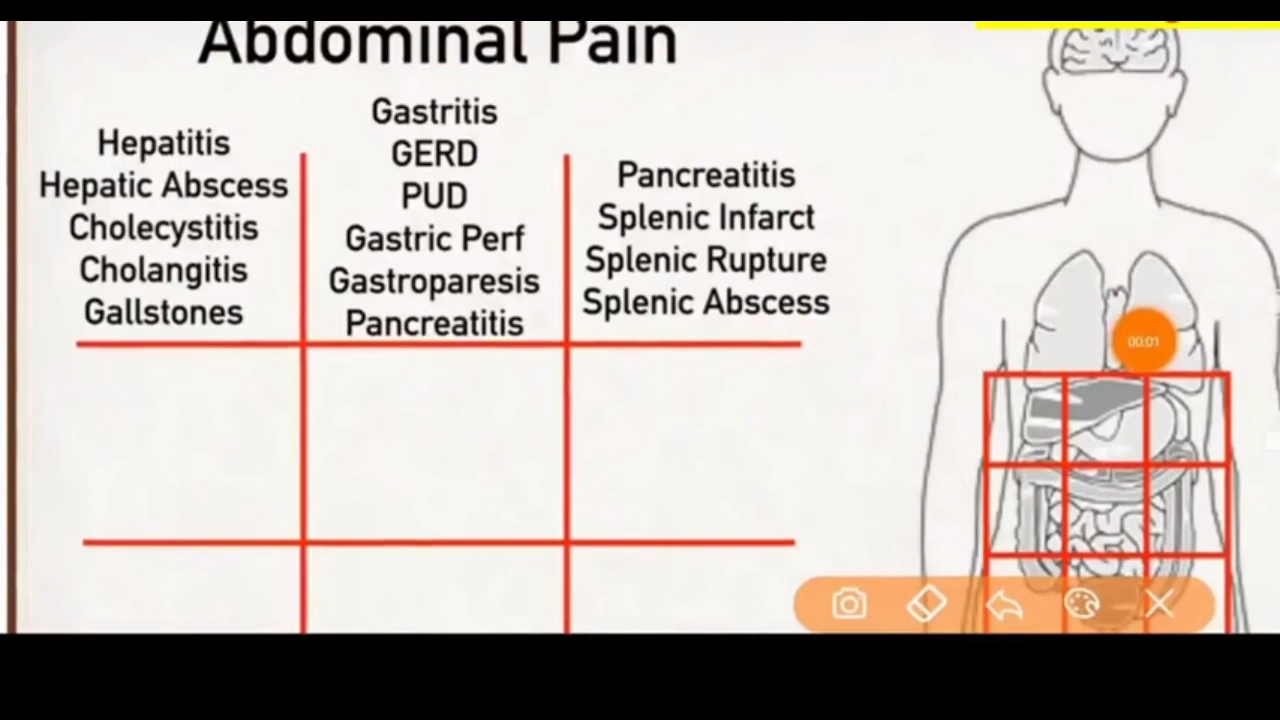 Abdominal Pain
Hepatitis
Hepatic Abscess
Cholecystitis
Cholangitis
Gallstones
Gastritis
GERD
PUD
Gastric Perf
Gastroparesis
Pancreatitis
Pancreatitis
Splenic Infarct
Splenic Rupture
Splenic Abscess
00:01